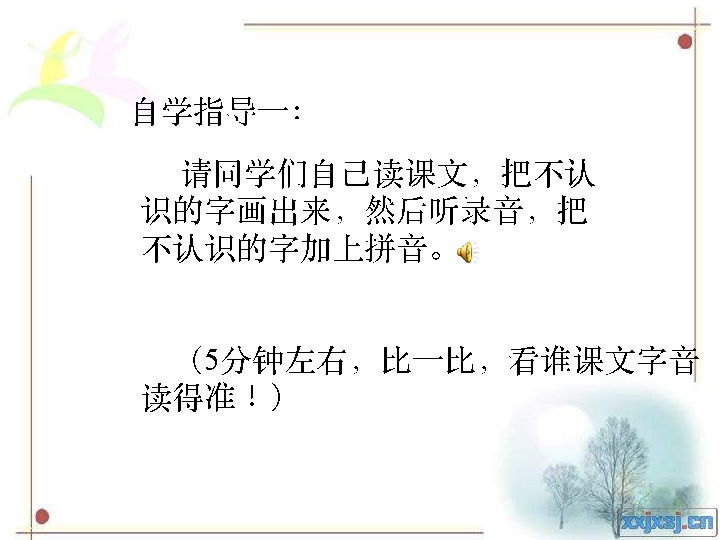 自学指导一：
请同学们自己读课文，把不认
识的字画出来，然后听录音，把
不认识的字加上拼音。
（5分钟左右，比一比，看谁课文字音
读得准！）
xxjxsj.cn